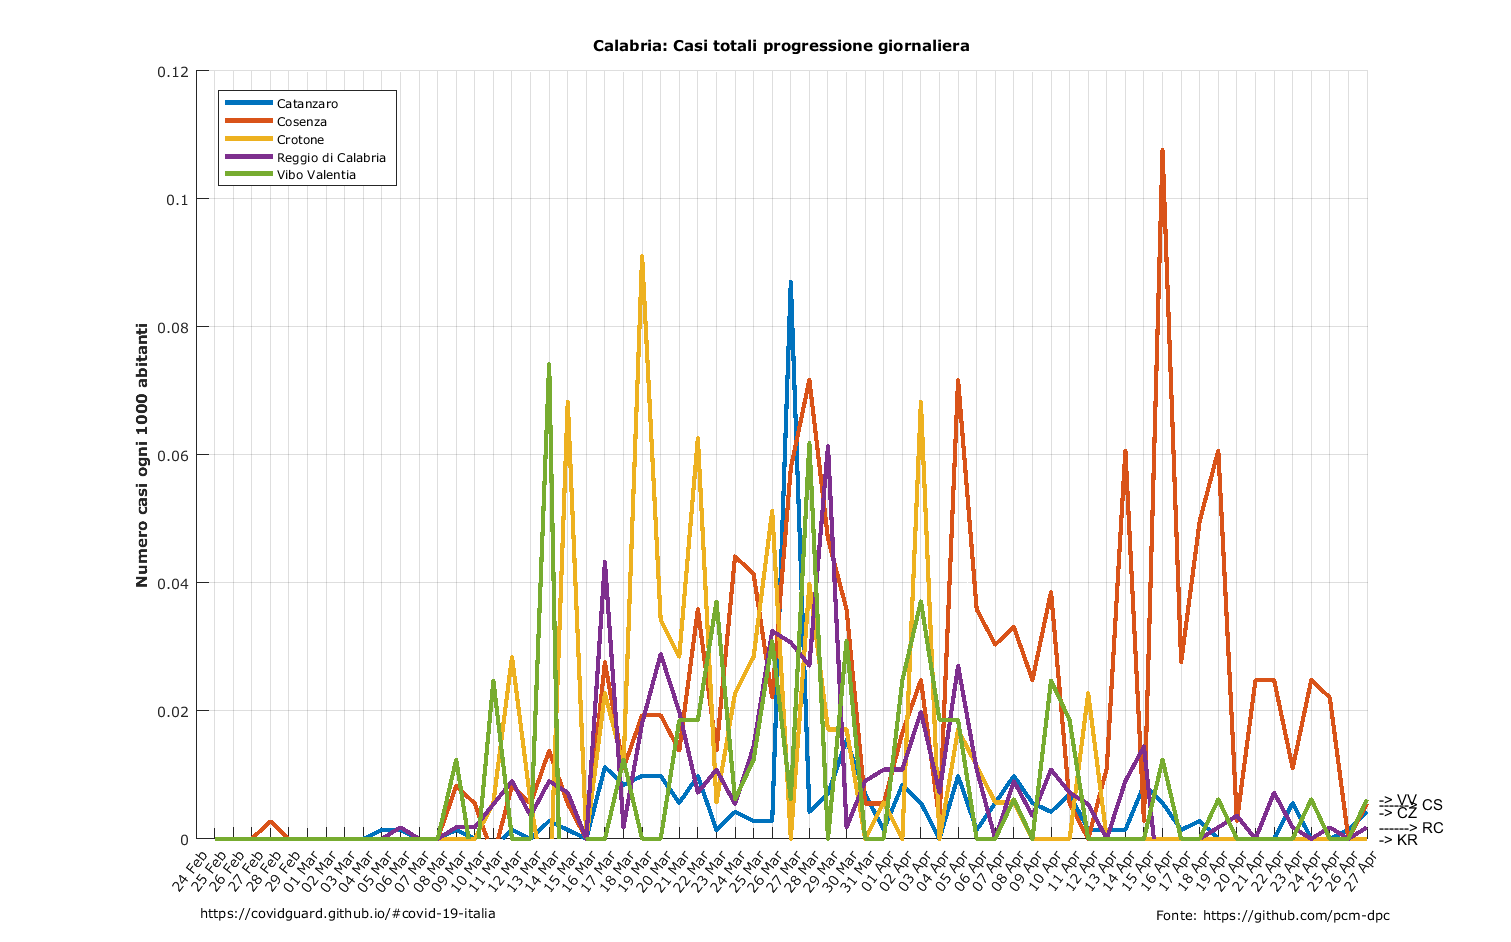 Calabria: Casi totali progressione giornaliera
0.12
0.1
0.08
0.06
0.04
0.02
0
Numero casi ogni 1000 abitanti
Catanzaro
Cosenza
Crotone
Reggio di Calabria
Vibo Valentia
-> VV
------> CS
-> CZ
------> RC
-> KR
24 Feb
25 Feb
26 Feb
27 Feb
28 Feb
29 Feb
01 Mar
02 Mar
03 Mar
04 Mar
05 Mar
06 Mar
07 Mar
08 Mar
09 Mar
10 Mar
11 Mar
12 Mar
13 Mar
14 Mar
15 Mar
16 Mar
17 Mar
18 Mar
19 Mar
20 Mar
21 Mar
22 Mar
23 Mar
24 Mar
25 Mar
26 Mar
27 Mar
28 Mar
29 Mar
30 Mar
31 Mar
01 Apr
02 Apr
03 Apr
04 Apr
05 Apr
06 Apr
07 Apr
08 Apr
09 Apr
10 Apr
11 Apr
12 Apr
13 Apr
14 Apr
15 Apr
16 Apr
17 Apr
18 Apr
19 Apr
20 Apr
21 Apr
22 Apr
23 Apr
24 Apr
25 Apr
26 Apr
27 Apr
https://covidguard.github.io/#covid-19-italia
Fonte: https://github.com/pcm-dpc